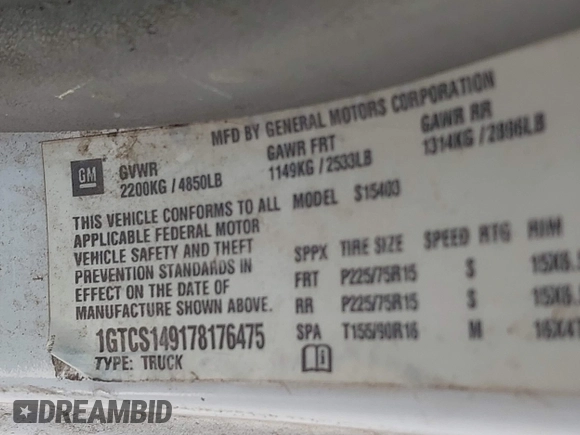 MFD BY GENERAL MOTORS CORPORATION
GM
GVWR GAWR FRT GAWR RR
2200KG / 4850LB 1149KG / 2533LB 1314KG / 2896LB
THIS VEHICLE CONFORMS TO ALL MODEL S15403
APPLICABLE FEDERAL MOTOR
VEHICLE SAFETY AND THEFT SPPX TIRE SIZE SPEED RTG RIM
PREVENTION STANDARDS IN FRT P225/75R15 S
EFFECT ON THE DATE OF RR P225/75R15 S
MANUFACTURE SHOWN ABOVE. SPA T155/90R16 M
1GTCS149178176475
TYPE: TRUCK
DREAMBID